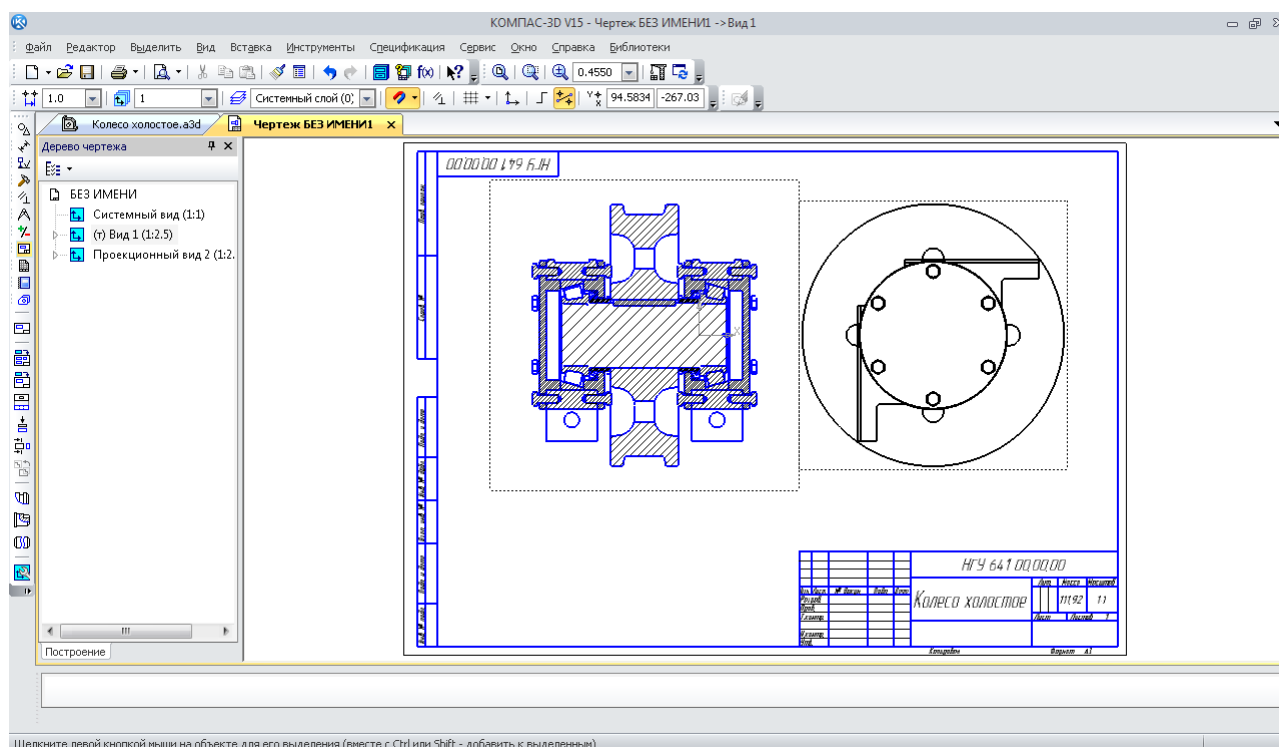 КОМПАС-3D V15 - Чертеж БЕЗ ИМЕНИ1 ->Вид 1
Файл Редактор Выделить Вид Вставка Инструменты Спецификация Сервис Окно Справка Библиотеки
0.4550
1.0 1 Системный слой (0) 94.5834 -267.03
Колесо холостое.a3d Чертеж БЕЗ ИМЕНИ1
Дерево чертежа
БЕЗ ИМЕНИ
Системный вид (1:1)
(т) Вид 1 (1:2.5)
Проекционный вид 2 (1:2.
Построение
НГУ 641 00,00,00
X
НГУ 641 00,00,00
Колесо холостое
Лит. Масса Масштаб
111,92 1:1
Лист Листов 1
Копировал Формат А1
Щелкните левой кнопкой мыши на объекте для его выделения (вместе с Ctrl или Shift - добавить к выделенным)